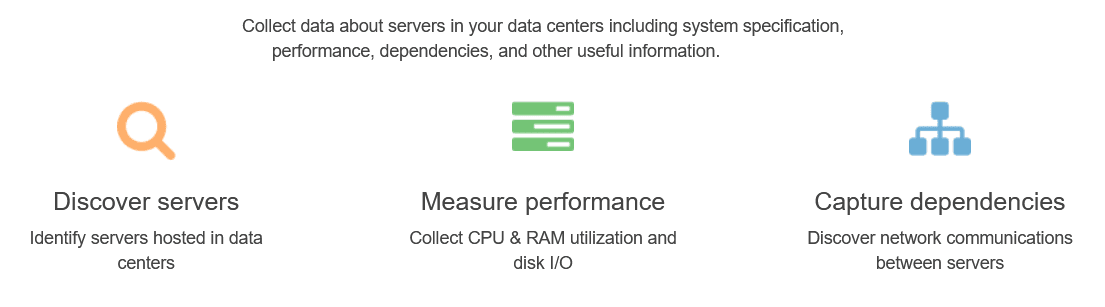 Collect data about servers in your data centers including system specification,
performance, dependencies, and other useful information.
Discover servers
Identify servers hosted in data
centers
Measure performance
Collect CPU & RAM utilization and
disk I/O
Capture dependencies
Discover network communications
between servers